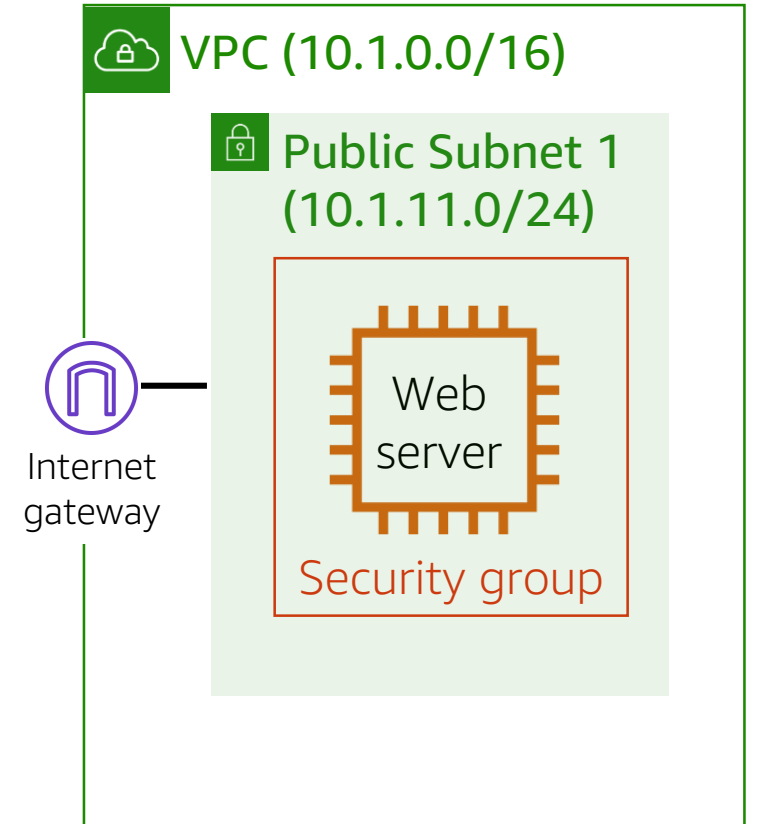 VPC (10.1.0.0/16)
Public Subnet 1
(10.1.11.0/24)
Web
server
Internet
gateway
Security group